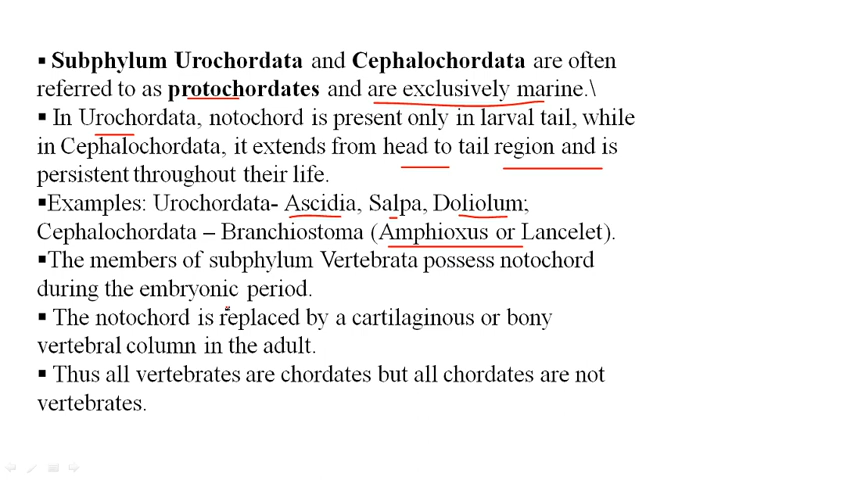 ▪ Subphylum Urochordata and Cephalochordata are often
referred to as protochordates and are exclusively marine.\
▪ In Urochordata, notochord is present only in larval tail, while
in Cephalochordata, it extends from head to tail region and is
persistent throughout their life.
▪Examples: Urochordata- Ascidia, Salpa, Doliolum;
Cephalochordata – Branchiostoma (Amphioxus or Lancelet).
▪The members of subphylum Vertebrata possess notochord
during the embryonic period.
▪ The notochord is replaced by a cartilaginous or bony
vertebral column in the adult.
▪ Thus all vertebrates are chordates but all chordates are not
vertebrates.